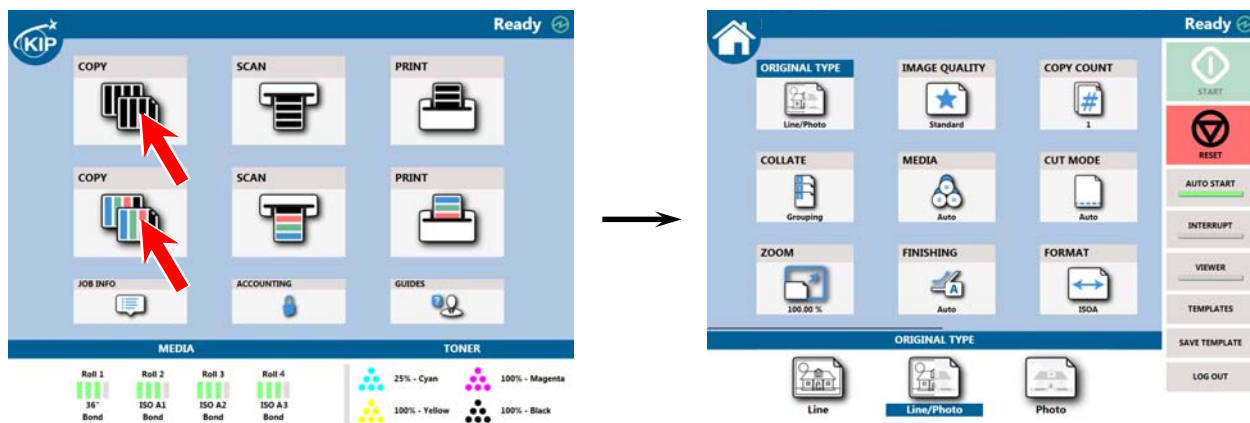 KIP
Ready
COPY SCAN PRINT
COPY SCAN PRINT
JOB INFO ACCOUNTING GUIDES
MEDIA TONER
Roll 1 Roll 2 Roll 3 Roll 4
36" ISO A1 ISO A2 ISO A3
Bond Bond Bond Bond
25% - Cyan 100% - Magenta
100% - Yellow 100% - Black
Ready
ORIGINAL TYPE IMAGE QUALITY COPY COUNT
#
Line/Photo Standard 1
COLLATE MEDIA CUT MODE
Grouping Auto Auto
ZOOM FINISHING FORMAT
A
100.00 % Auto ISOA
START
RESET
AUTO START
INTERRUPT
VIEWER
TEMPLATES
SAVE TEMPLATE
LOG OUT
ORIGINAL TYPE
Line Line/Photo Photo